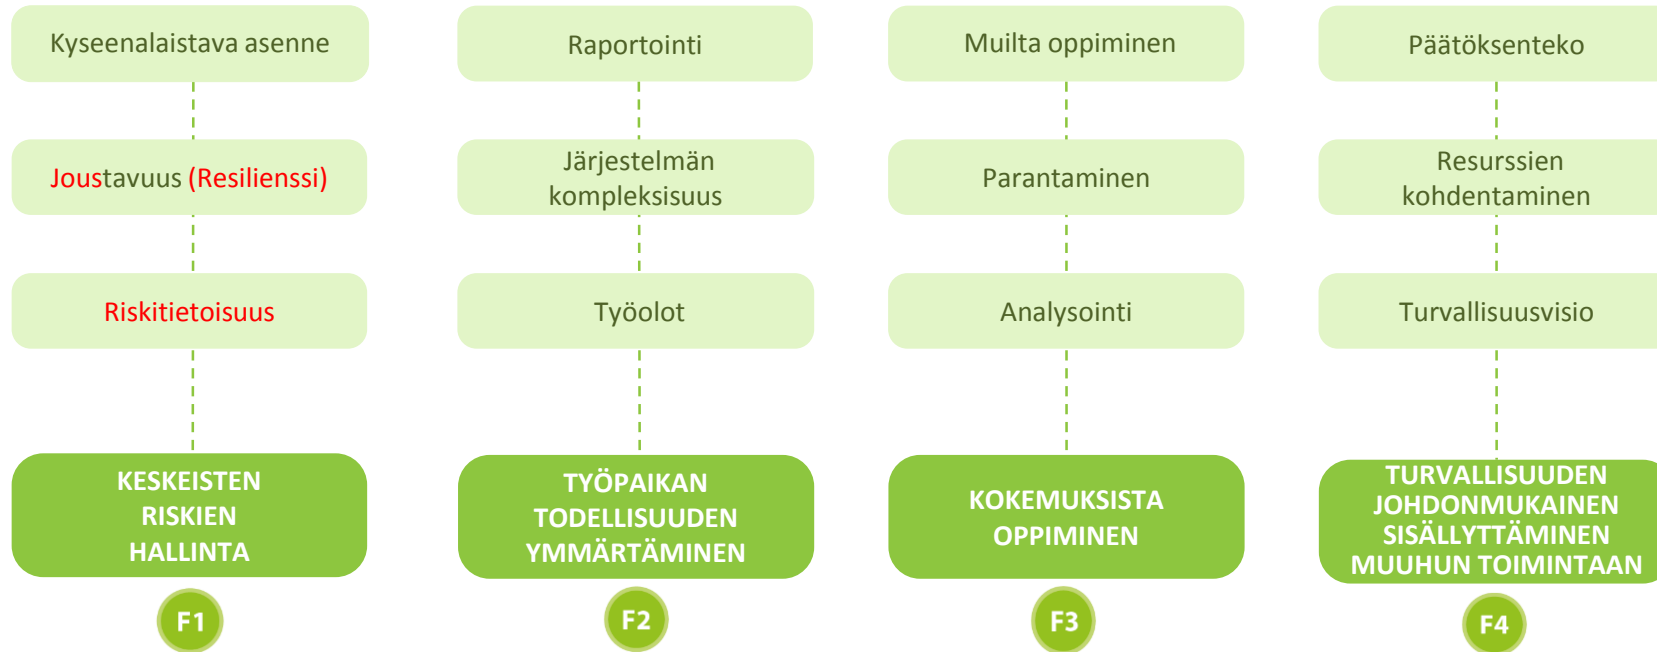 Kyseenalaistava asenne
Joustavuus (Resilienssi)
Riskitietoisuus
KESKEISTEN
RISKIEN
HALLINTA
F1
Raportointi
Järjestelmän
kompleksisuus
Työolot
TYÖPAIKAN
TODELLISUUDEN
YMMÄRTÄMINEN
F2
Muilta oppiminen
Parantaminen
Analysointi
KOKEMUKSISTA
OPPIMINEN
F3
Päätöksenteko
Resurssien
kohdentaminen
Turvallisuusvisio
TURVALLISUUDEN
JOHDONMUKAINEN
SISÄLLYTTÄMINEN
MUUHUN TOIMINTAAN
F4